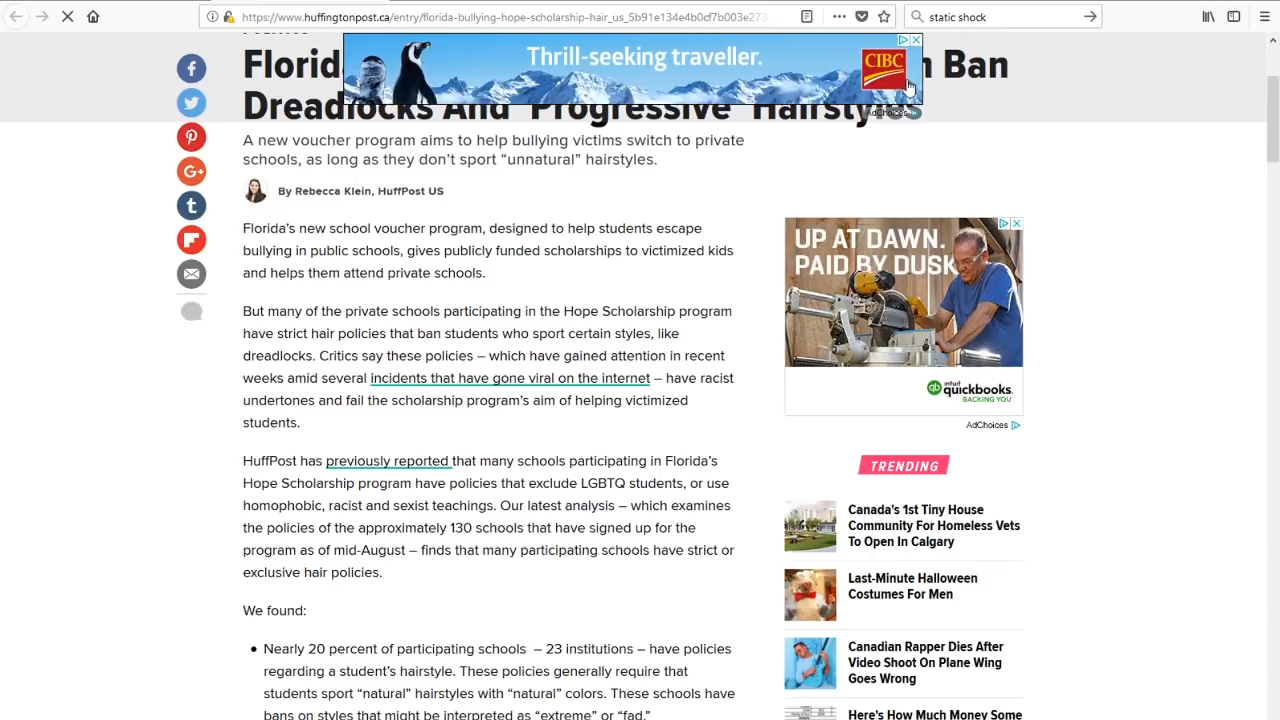 https://www.huffingtonpost.ca/entry/florida-bullying-hope-scholarship-hair_us_5b91e134e4b0cf7b003e273
static shock
Thrill-seeking traveller.
CIBC
Florid
n Ban
Dreadlocks And 'Progressive' Hairstyles
AdChoices
A new voucher program aims to help bullying victims switch to private
schools, as long as they don't sport “unnatural” hairstyles.
By Rebecca Klein, HuffPost US
Florida's new school voucher program, designed to help students escape
bullying in public schools, gives publicly funded scholarships to victimized kids
and helps them attend private schools.
But many of the private schools participating in the Hope Scholarship program
have strict hair policies that ban students who sport certain styles, like
dreadlocks. Critics say these policies – which have gained attention in recent
weeks amid several incidents that have gone viral on the internet – have racist
undertones and fail the scholarship program's aim of helping victimized
students.
HuffPost has previously reported that many schools participating in Florida's
Hope Scholarship program have policies that exclude LGBTQ students, or use
homophobic, racist and sexist teachings. Our latest analysis – which examines
the policies of the approximately 130 schools that have signed up for the
program as of mid-August – finds that many participating schools have strict or
exclusive hair policies.
We found:
• Nearly 20 percent of participating schools – 23 institutions – have policies
regarding a student's hairstyle. These policies generally require that
students sport “natural” hairstyles with “natural” colors. These schools have
bans on styles that might be interpreted as “extreme” or “fad.”
UP AT DAWN.
PAID BY DUSK
intuit
quickbooks.
BACKING YOU
AdChoices
TRENDING
Canada's 1st Tiny House
Community For Homeless Vets
To Open In Calgary
Last-Minute Halloween
Costumes For Men
Canadian Rapper Dies After
Video Shoot On Plane Wing
Goes Wrong
Here's How Much Money Some